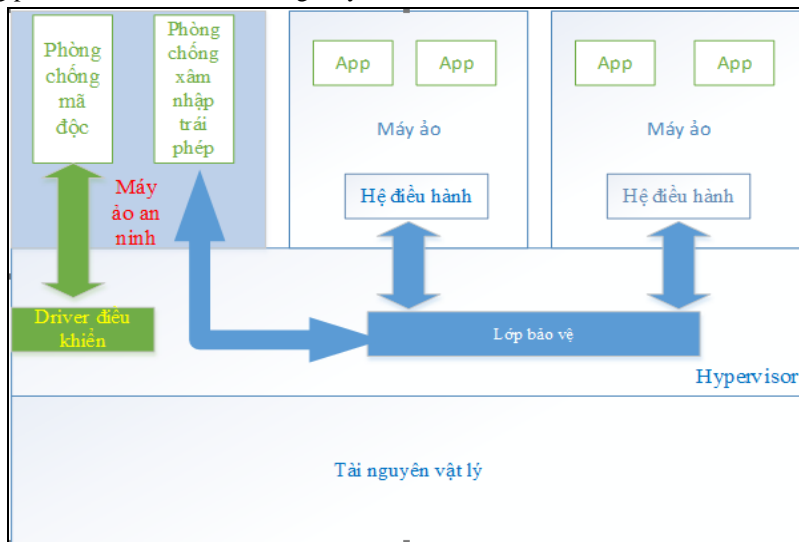 Phòng
chống
mã
độc
Phòng
chống
xâm
nhập
trái
phép
Máy
ảo an
ninh
App
App
Máy ảo
Hệ điều hành
App
App
Máy ảo
Hệ điều hành
Driver điều
khiển
Lớp bảo vệ
Hypervisor
Tài nguyên vật lý